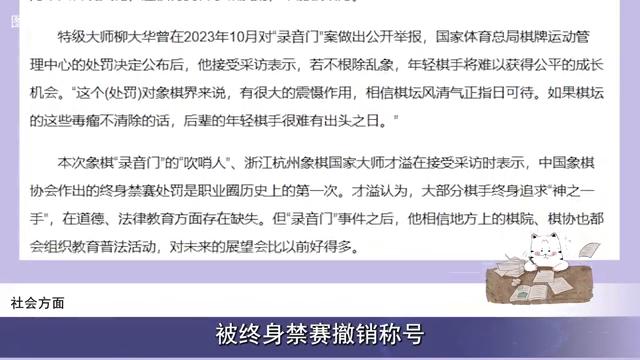 特级大师柳大华曾在2023年10月对“录音门”案做出公开举报，国家体育总局棋牌运动管
理中心的处罚决定公布后，他接受采访表示，若不根除乱象，年轻棋手将难以获得公平的成长
机会。“这个(处罚)对象棋界来说，有很大的震慑作用，相信棋坛风清气正指日可待。如果棋坛
的这些毒瘤不清除的话，后辈的年轻棋手很难有出头之日。”
本次象棋“录音门”的“吹哨人”、浙江杭州象棋国家大师才溢在接受采访时表示，中国象棋
协会作出的终身禁赛处罚是职业圈历史上的第一次。才溢认为，大部分棋手终身追求“神之一
手”，在道德、法律教育方面存在缺失。但“录音门”事件之后，他相信地方上的棋院、棋协也都
会组织教育普法活动，对未来的展望会比以前好得多。
社会方面
被终身禁赛撤销称号